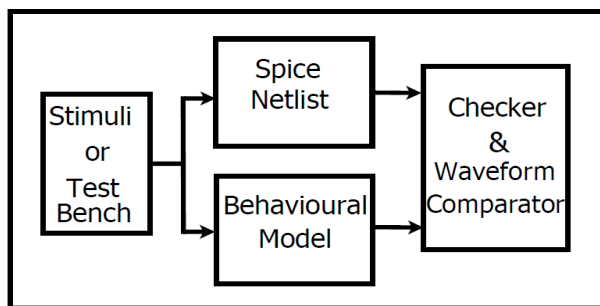 Stimuli
or
Test
Bench
Spice
Netlist
Behavioural
Model
Checker
&
Waveform
Comparator